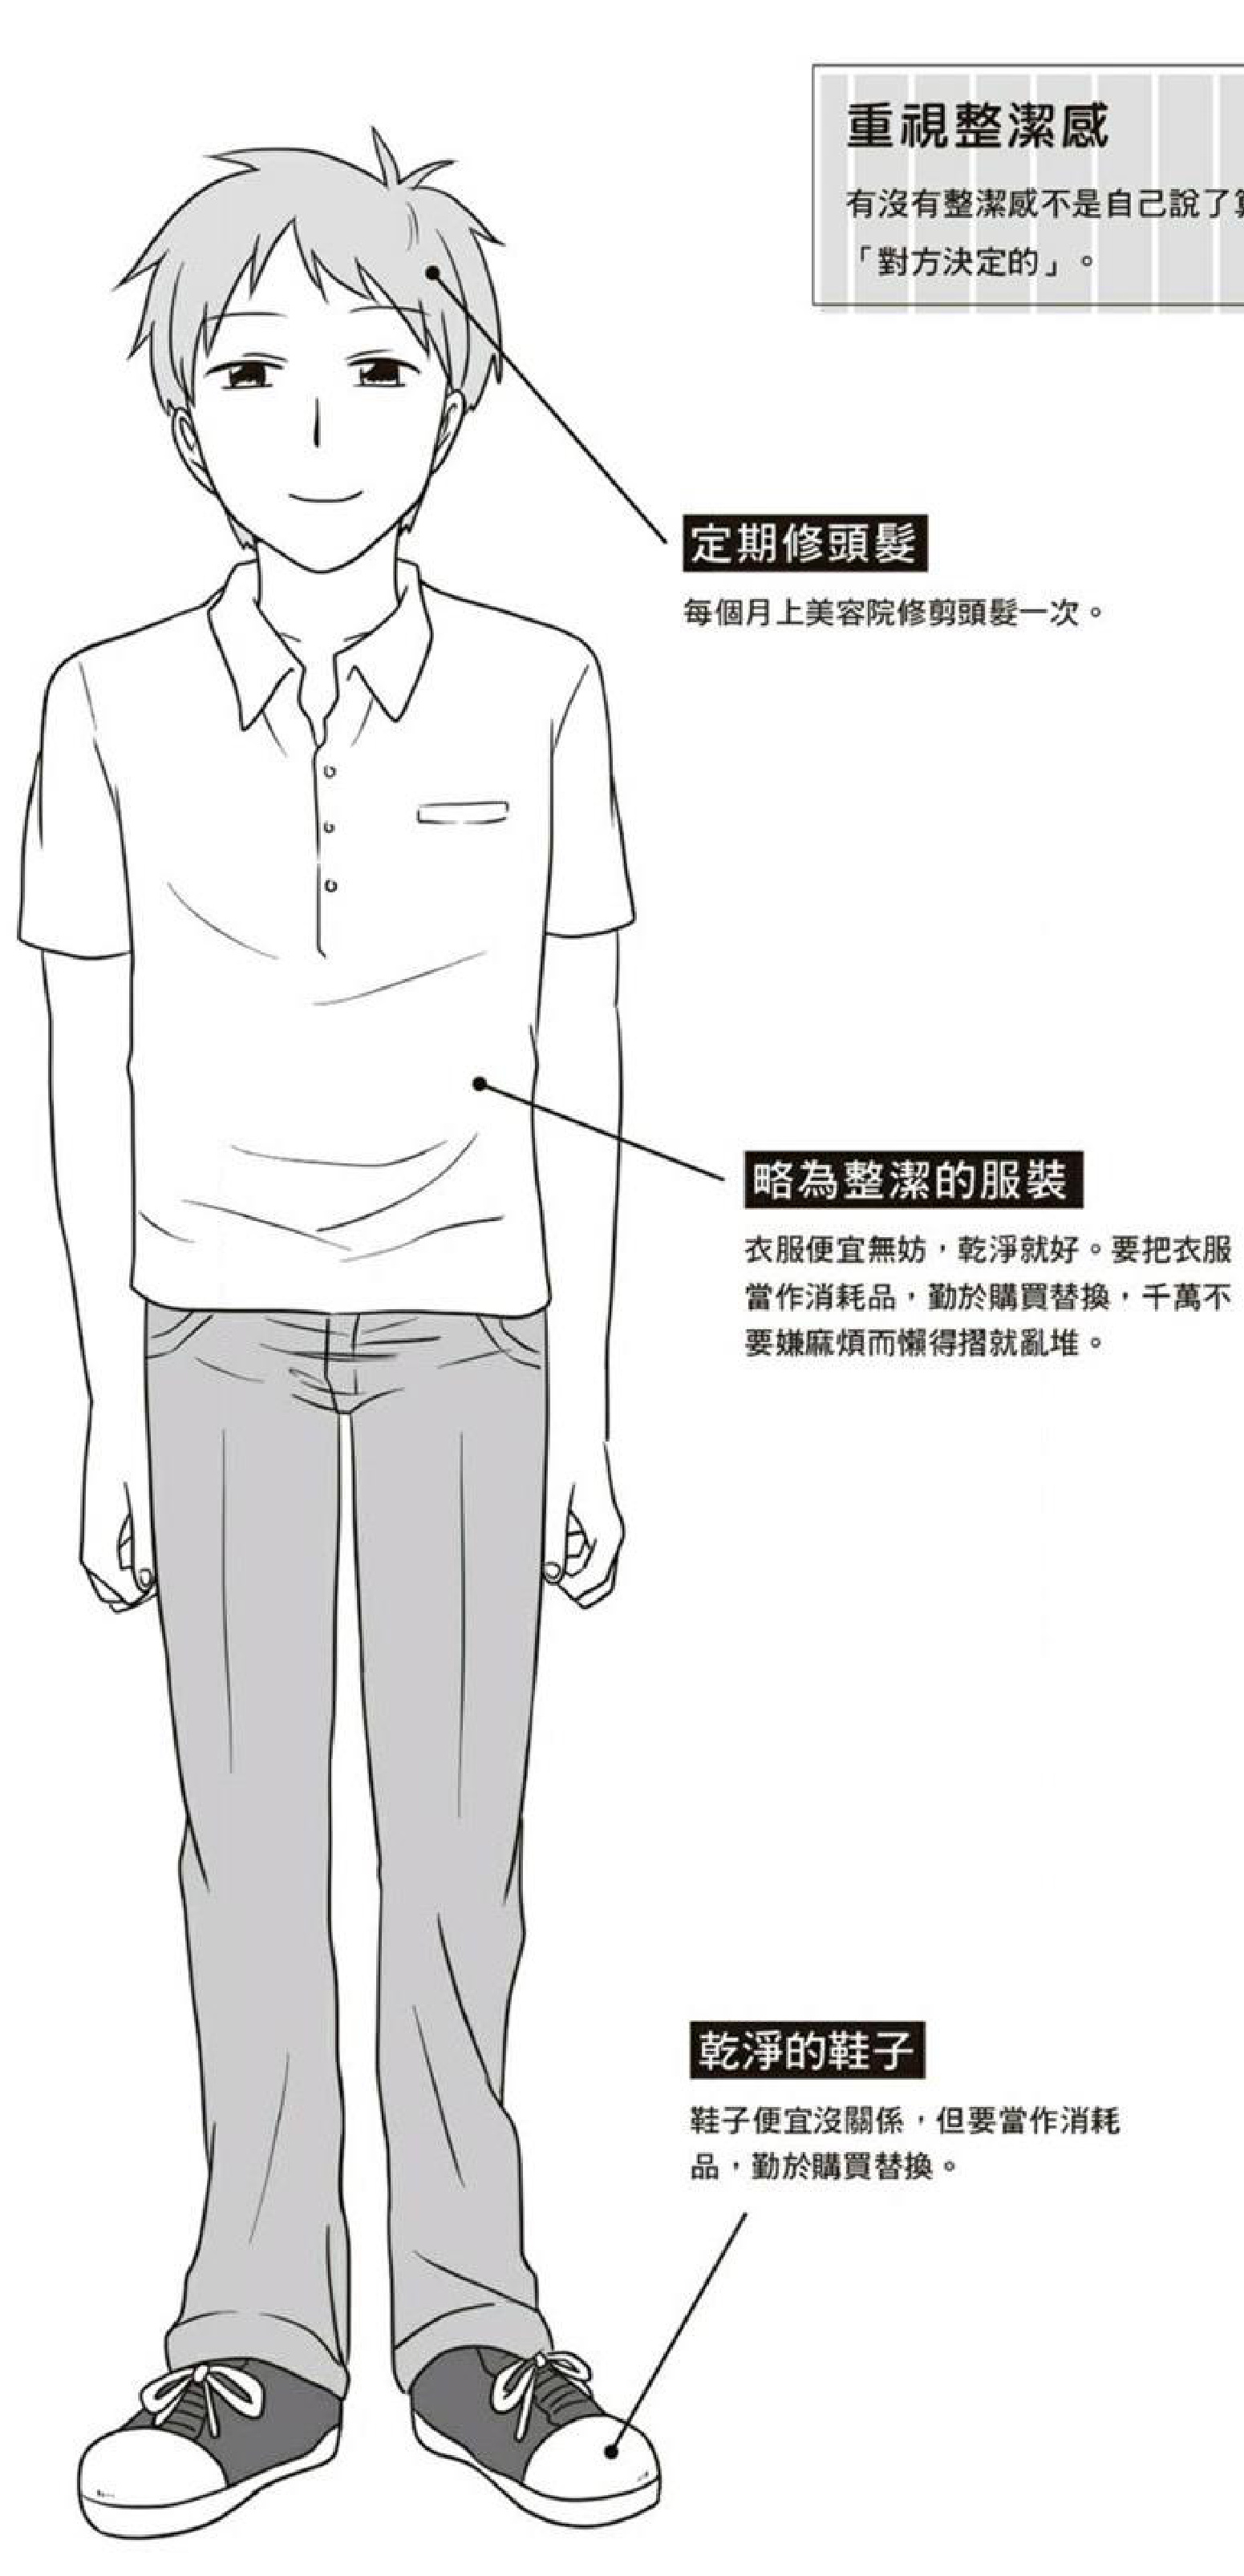 重視整潔感
有沒有整潔感不是自己說了
「對方決定的」。
定期修頭髮
每個月上美容院修剪頭髮一次。
略為整潔的服裝
衣服便宜無妨，乾淨就好。要把衣服
當作消耗品，勤於購買替換，千萬不
要嫌麻煩而懶得摺就亂堆。
乾淨的鞋子
鞋子便宜沒關係，但要當作消耗
品，勤於購買替換。